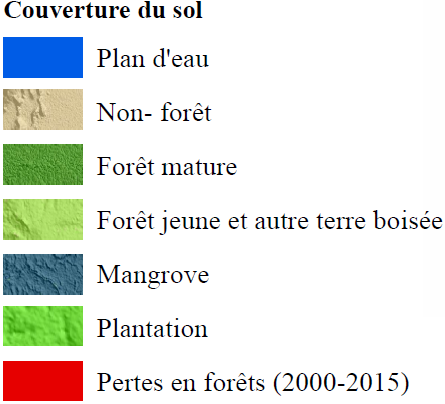 Couverture du sol
Plan d'eau
Non- forêt
Forêt mature
Forêt jeune et autre terre boisée
Mangrove
Plantation
Pertes en forêts (2000-2015)